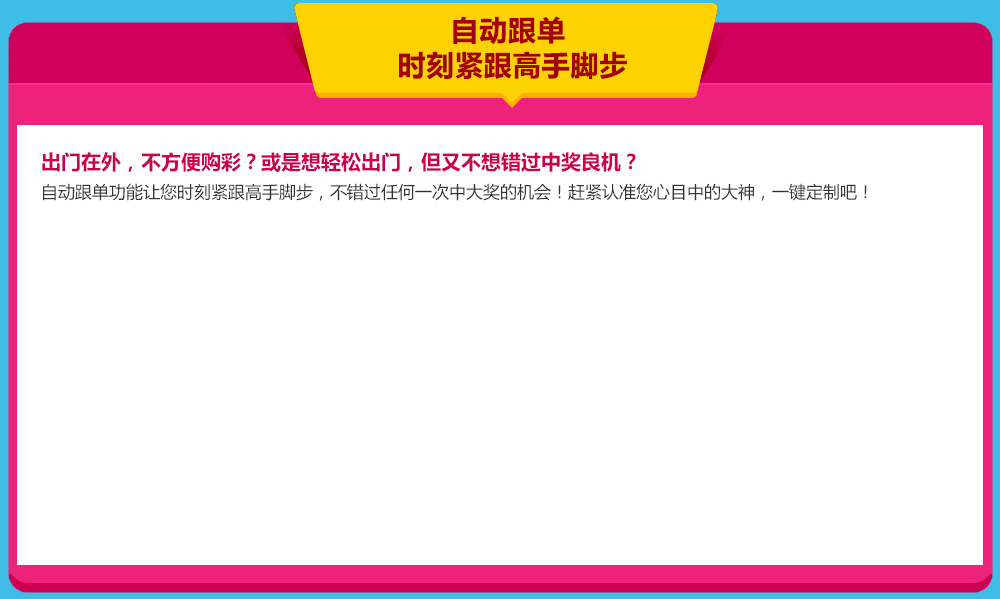 自动跟单
时刻紧跟高手脚步
出门在外，不方便购彩？或是想轻松出门，但又不想错过中奖良机？
自动跟单功能让您时刻紧跟高手脚步，不错过任何一次中大奖的机会！赶紧认准您心目中的大神，一键定制吧！